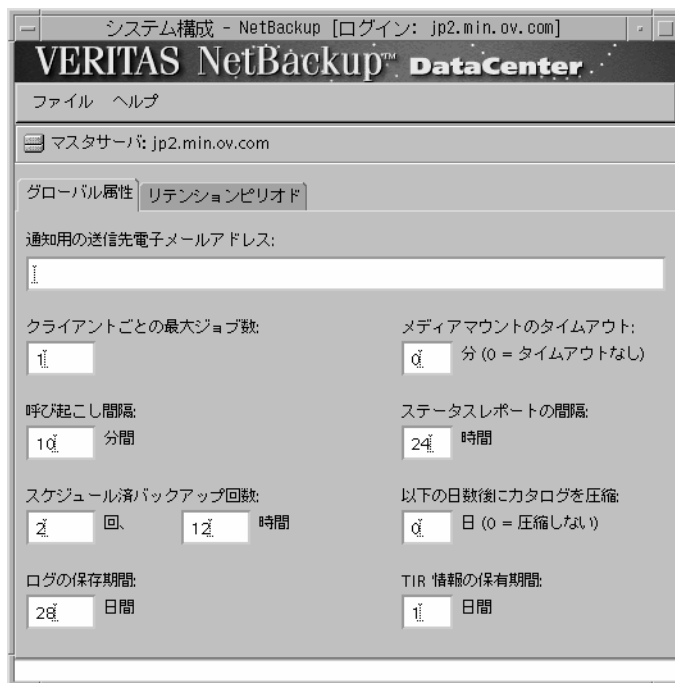 システム構成 - NetBackup [ログイン: jp2.min.ov.com]
VERITAS NetBackup™ DataCenter
ファイル ヘルプ
マスタサーバ: jp2.min.ov.com
グローバル属性 リテンションピリオド
通知用の送信先電子メールアドレス:
クライアントごとの最大ジョブ数: メディアマウントのタイムアウト:
1 0 分 (0 = タイムアウトなし)
呼び起こし間隔: ステータスレポートの間隔:
10 分間 24 時間
スケジュール済バックアップ回数: 以下の日数後にカタログを圧縮:
2 回、 12 時間 0 日 (0 = 圧縮しない)
ログの保存期間: TIR 情報の保有期間:
28 日間 1 日間